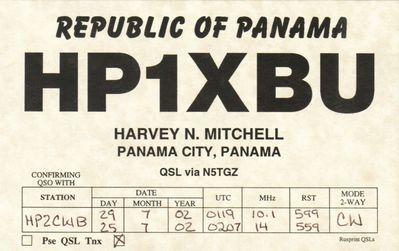 REPUBLIC OF PANAMA
HP1XBU
HARVEY N. MITCHELL
PANAMA CITY, PANAMA
QSL via N5TGZ
CONFIRMING
QSO WITH
STATION DATE UTC MHz RST MODE
DAY MONTH YEAR 2-WAY
HP2CWB 29 7 02 0119 10.1 599 CW
25 7 02 0207 14 559
Pse QSL Tnx X Rusprint QSLs